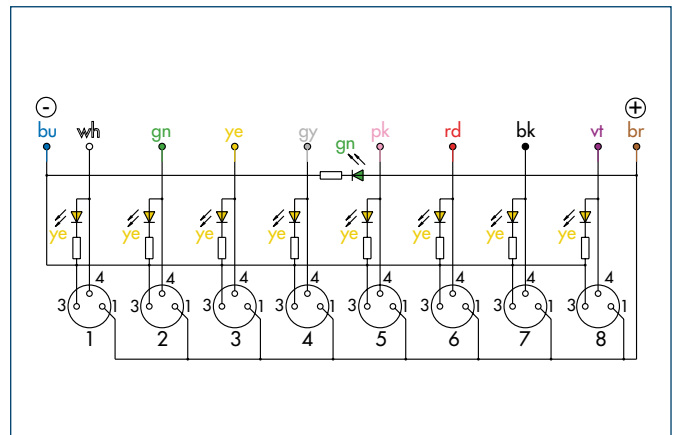 - +
bu wh gn ye gy pk rd bk vt br
gn
ye ye ye ye ye ye ye ye
4 4 4 4 4 4 4 4
3 1 3 1 3 1 3 1 3 1 3 1 3 1 3 1
1 2 3 4 5 6 7 8